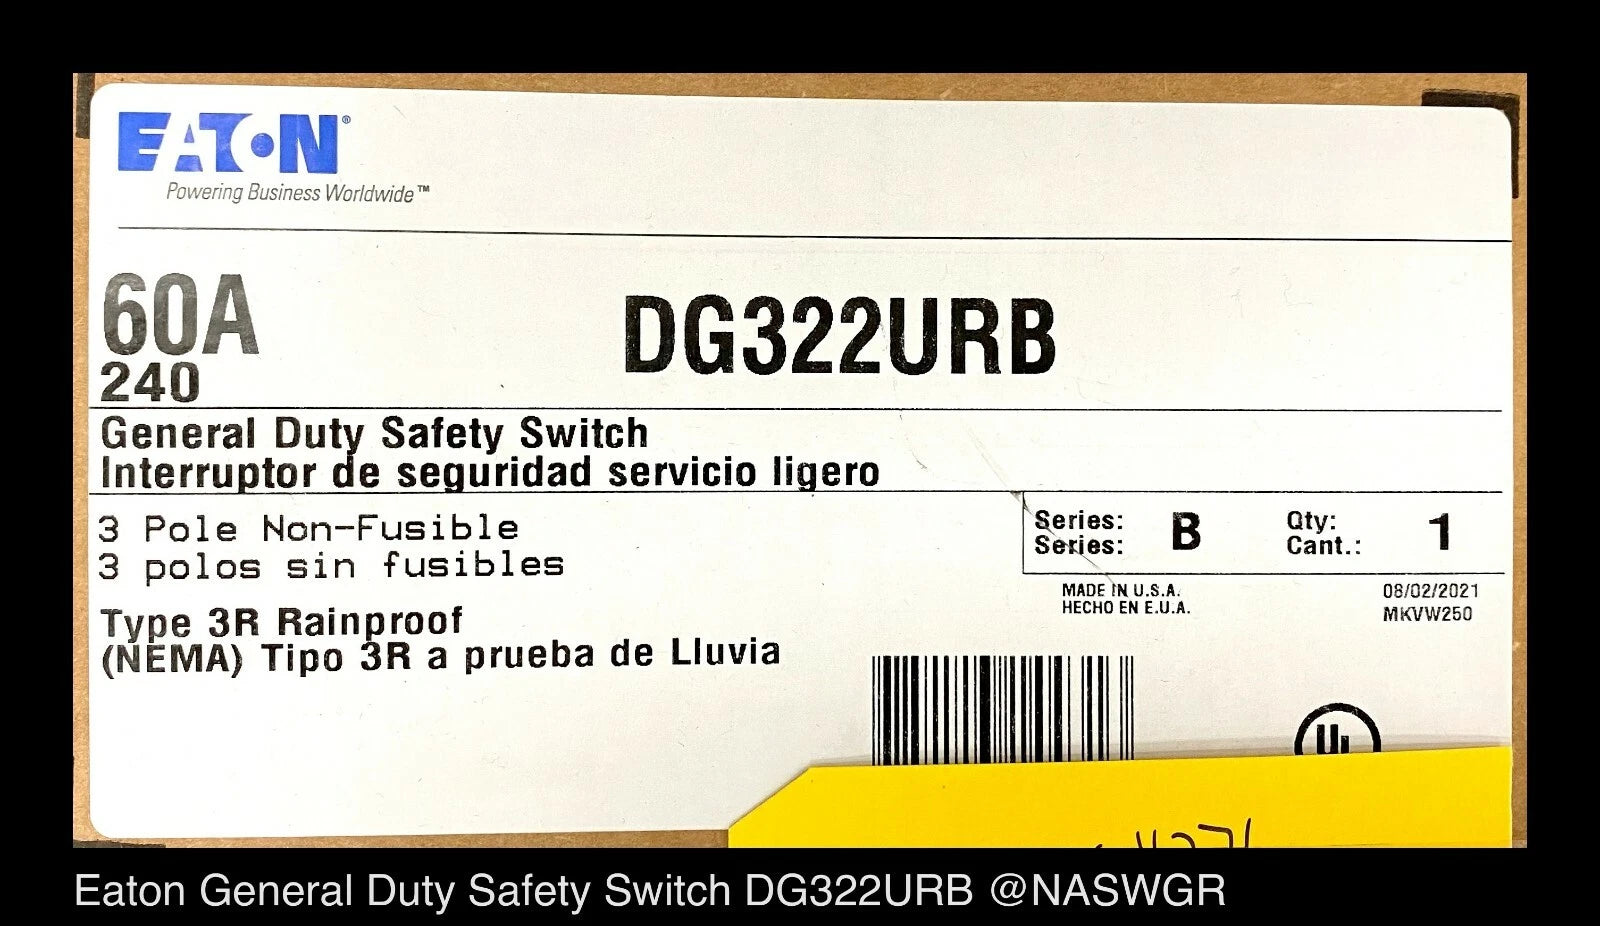 EATON®
Powering Business Worldwide™
60A
240
DG322URB
General Duty Safety Switch
Interruptor de seguridad servicio ligero
3 Pole Non-Fusible
3 polos sin fusibles
Series: B Qty: 1
Series: Cant.:
MADE IN U.S.A. 08/02/2021
HECHO EN E.U.A. MKVW250
Type 3R Rainproof
(NEMA) Tipo 3R a prueba de Lluvia
UL
Eaton General Duty Safety Switch DG322URB @NASWGR